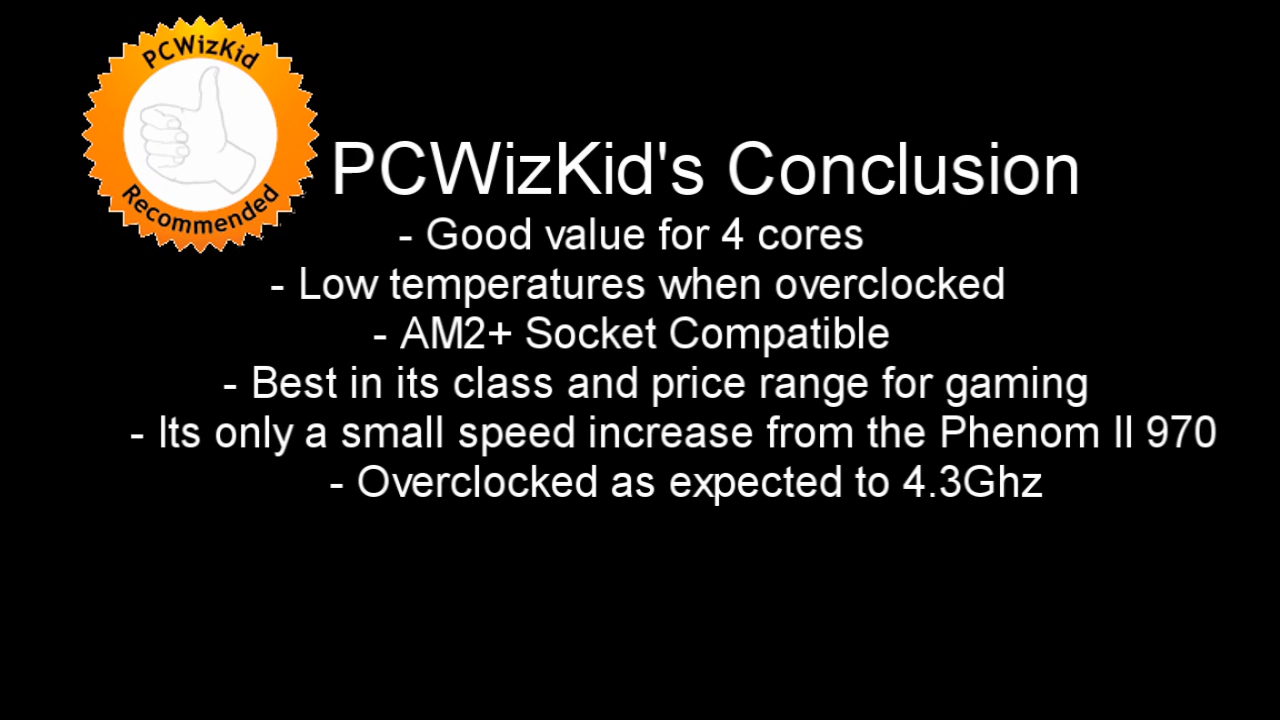 PCWizKid
Recommended
PCWizKid's Conclusion
- Good value for 4 cores
- Low temperatures when overclocked
- AM2+ Socket Compatible
- Best in its class and price range for gaming
- Its only a small speed increase from the Phenom II 970
- Overclocked as expected to 4.3Ghz